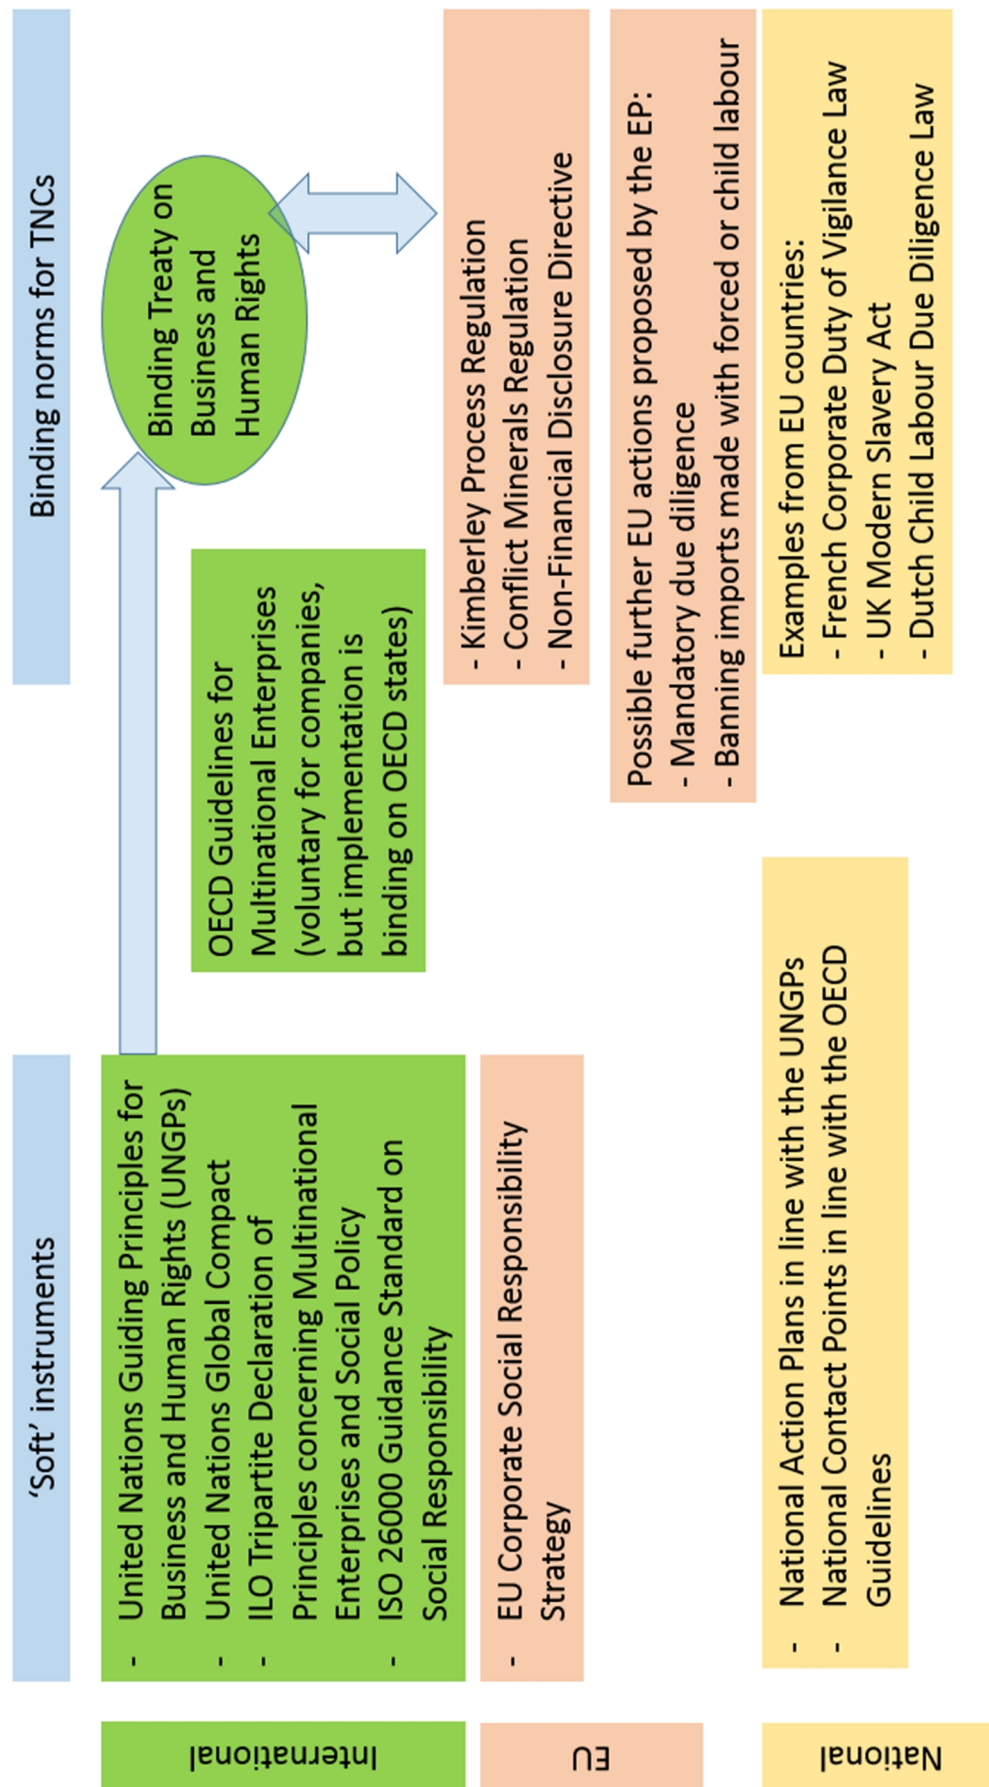 ‘Soft’ instruments
Binding norms for TNCs
International
- United Nations Guiding Principles for
Business and Human Rights (UNGPs)
- United Nations Global Compact
- ILO Tripartite Declaration of
Principles concerning Multinational
Enterprises and Social Policy
- ISO 26000 Guidance Standard on
Social Responsibility
OECD Guidelines for
Multinational Enterprises
(voluntary for companies,
but implementation is
binding on OECD states)
Binding Treaty on
Business and
Human Rights
EU
- EU Corporate Social Responsibility
Strategy
- Kimberley Process Regulation
- Conflict Minerals Regulation
- Non-Financial Disclosure Directive
Possible further EU actions proposed by the EP:
- Mandatory due diligence
- Banning imports made with forced or child labour
National
- National Action Plans in line with the UNGPs
- National Contact Points in line with the OECD
Guidelines
Examples from EU countries:
- French Corporate Duty of Vigilance Law
- UK Modern Slavery Act
- Dutch Child Labour Due Diligence Law